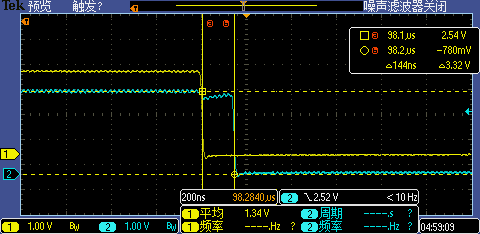 Tek 预览 触发? 噪声滤波器关闭
98.1µs 2.54 V
98.2µs -780mV
△144ns △3.32 V
1
2
200ns 98.2840µs 2 2.52 V <10 Hz
1 平均 1.34 V 2 周期 ----.s ?
1 频率 ----.Hz ? 2 频率 ----.Hz ?
1 1.00 V BW 2 1.00 V BW 04:59:09